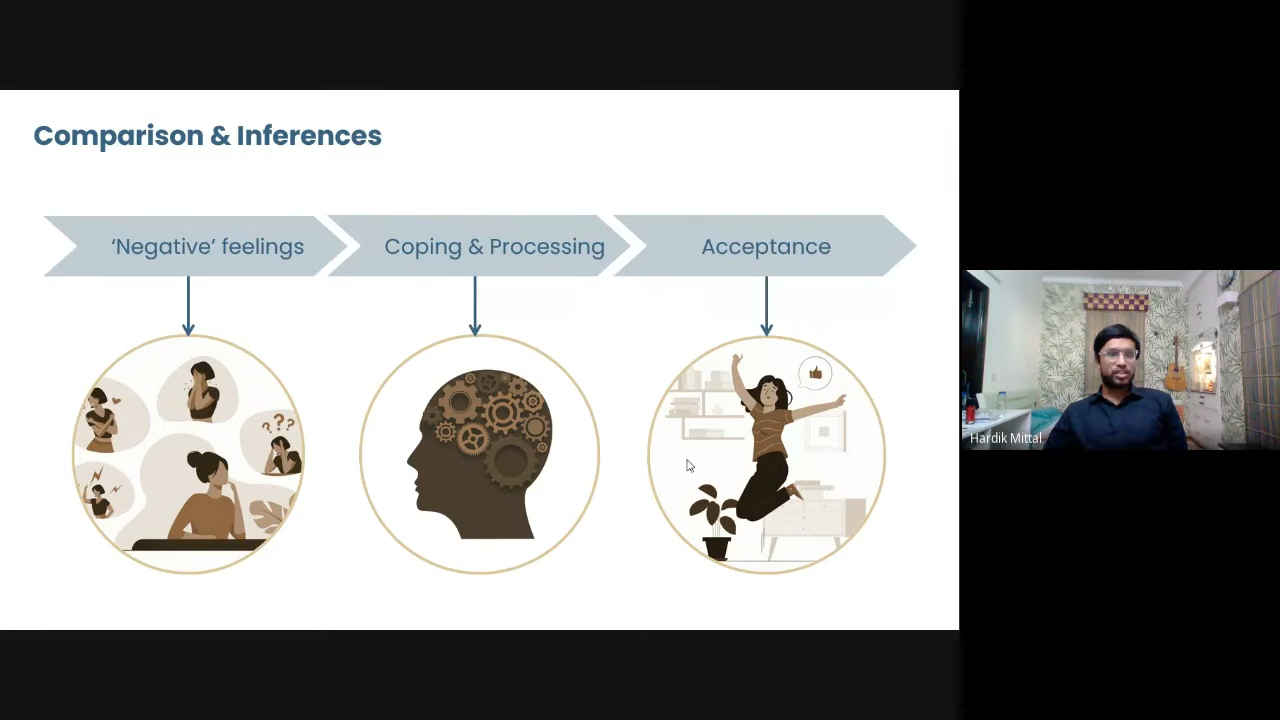 Comparison & Inferences
‘Negative’ feelings
Coping & Processing
Acceptance
???
Hardik Mittal